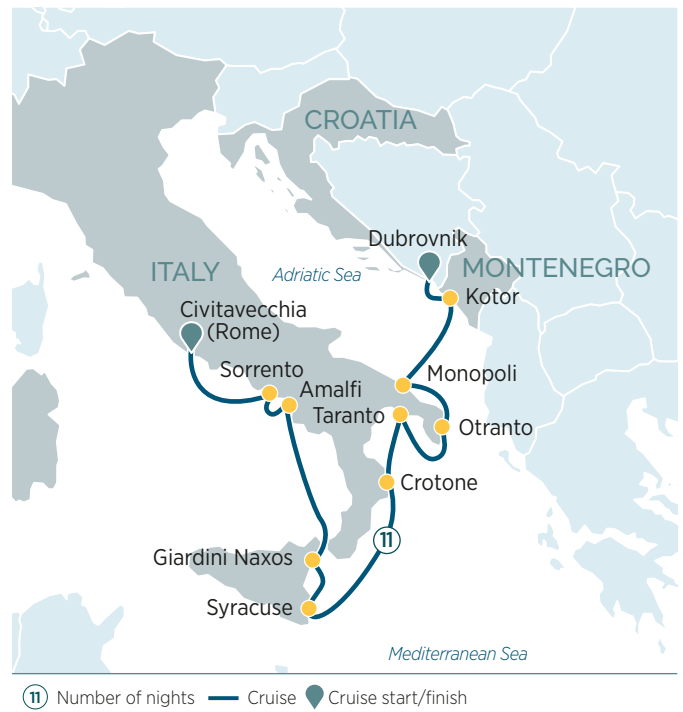 CROATIA
Dubrovnik
ITALY
Adriatic Sea
MONTENEGRO
Kotor
Civitavecchia
(Rome)
Sorrento
Amalfi
Monopoli
Taranto
Otranto
Crotone
11
Giardini Naxos
Syracuse
Mediterranean Sea
11 Number of nights Cruise Cruise start/finish